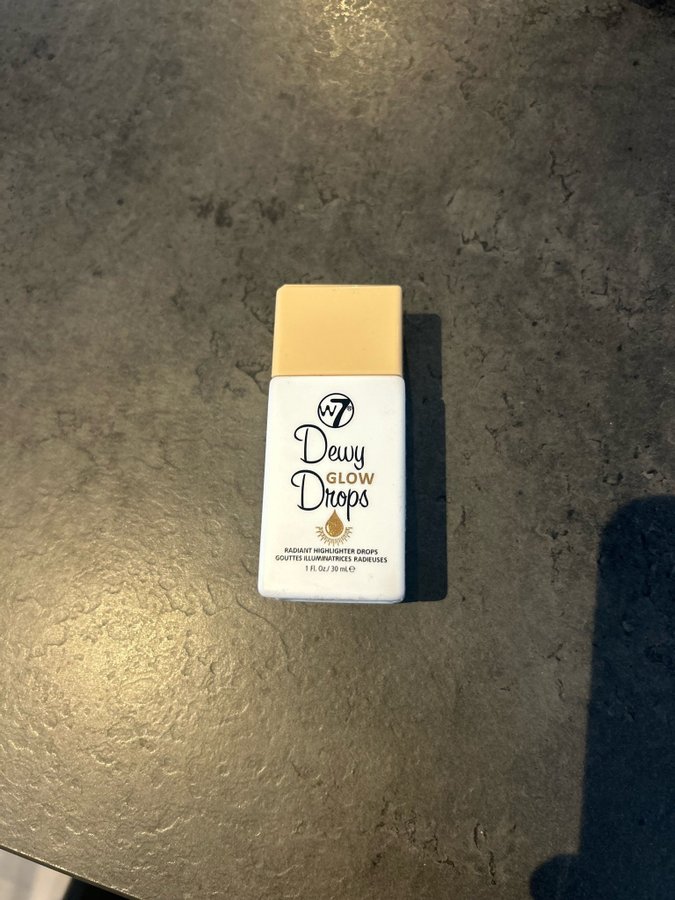 W7
Dewy
GLOW
Drops
RADIANT HIGHLIGHTER DROPS
GOUTTES ILLUMINATRICES RADIEUSES
1 Fl. Oz./ 30 mL ℮